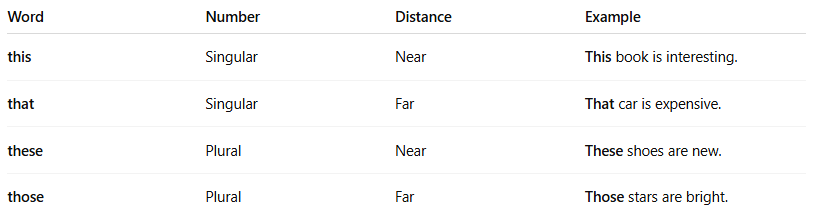 Word Number Distance Example
this Singular Near This book is interesting.
that Singular Far That car is expensive.
these Plural Near These shoes are new.
those Plural Far Those stars are bright.